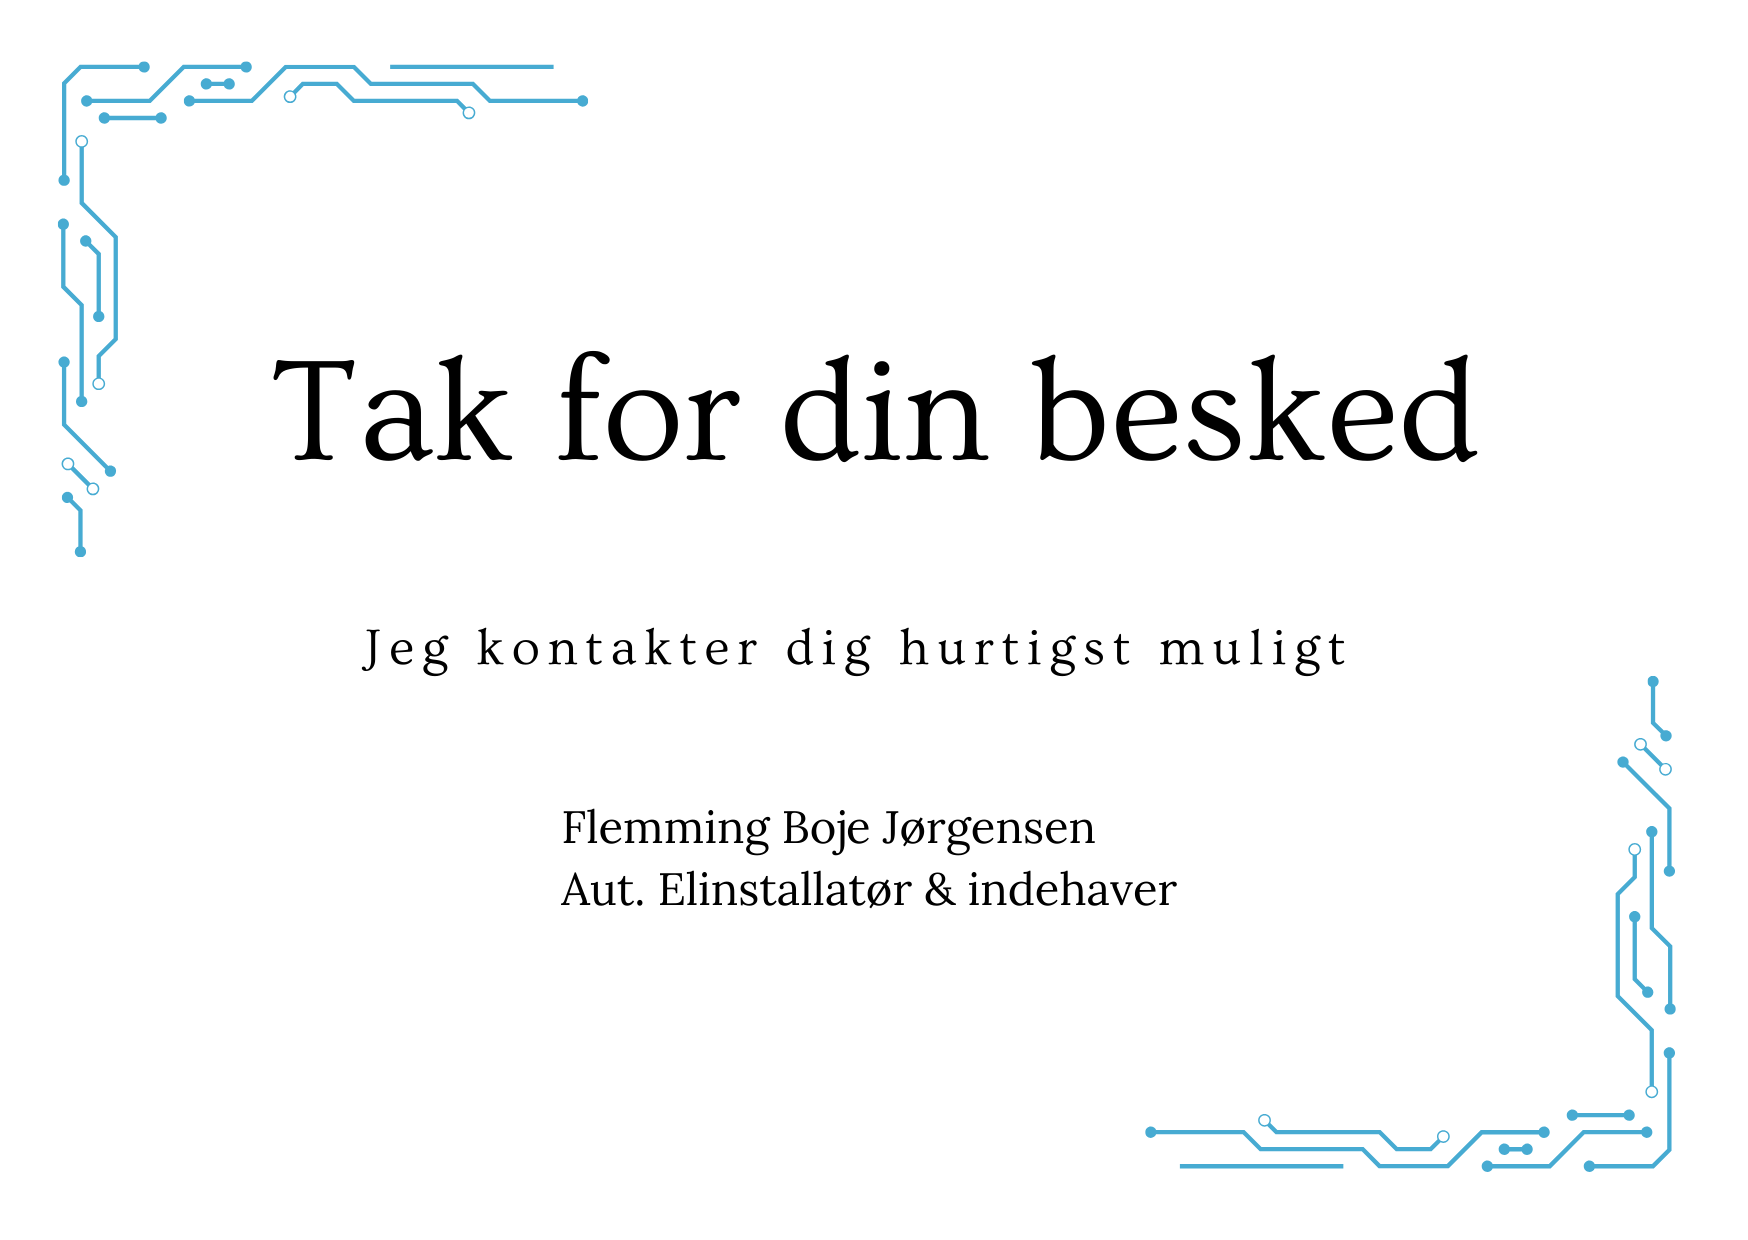 Tak for din besked
Jeg kontakter dig hurtigst muligt
Flemming Boje Jørgensen
Aut. Elinstallatør & indehaver